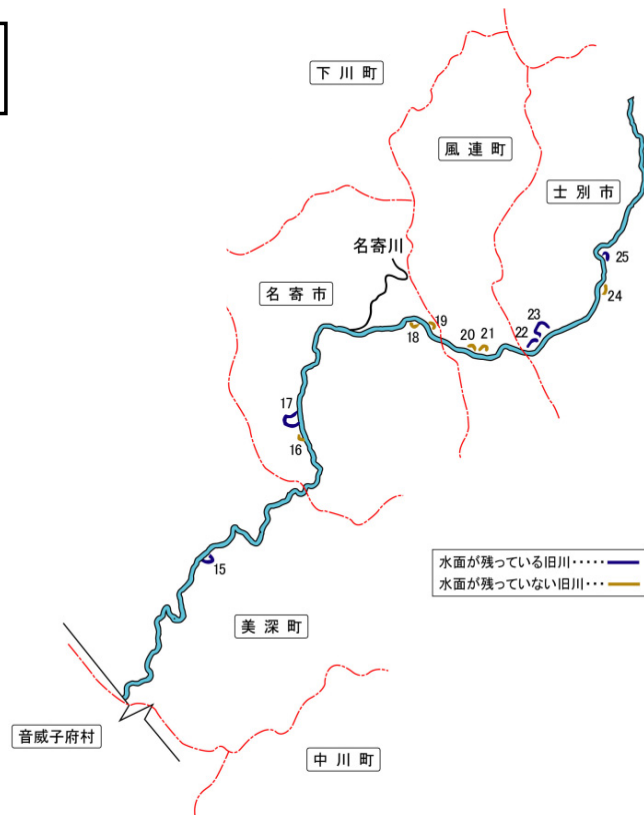 下川町
風連町
士別市
名寄川
25
名寄市
24
23
19
18
20
21
22
17
16
水面が残っている旧川‥‥‥
水面が残っていない旧川‥‥
15
美深町
音威子府村
中川町